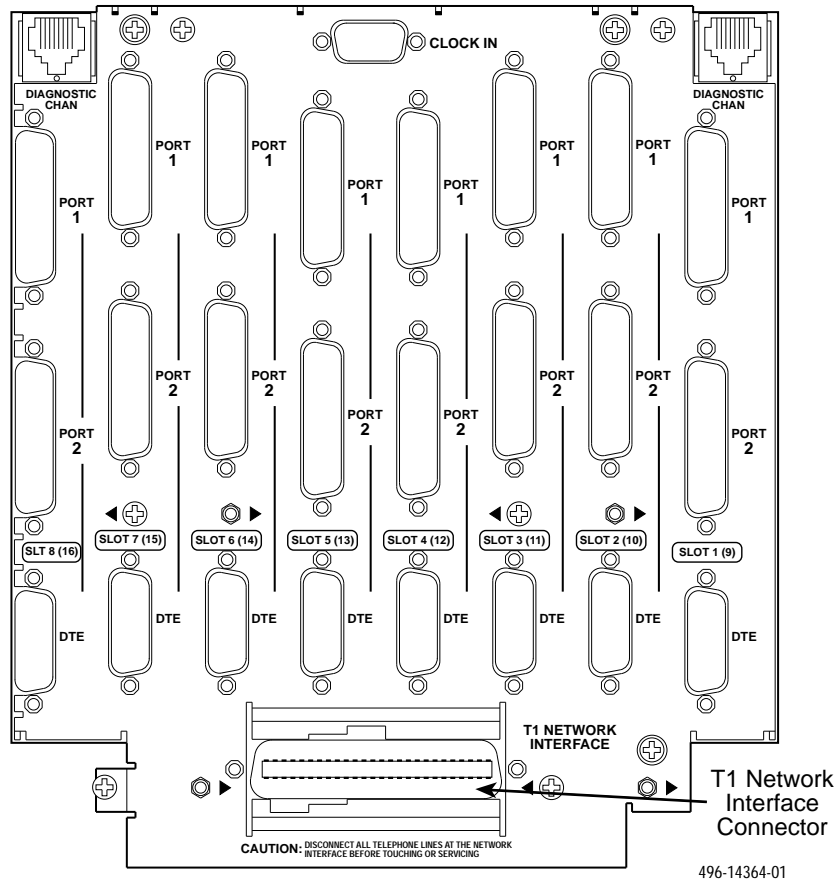 CLOCK IN
DIAGNOSTIC
CHAN
DIAGNOSTIC
CHAN
PORT
1
PORT
1
PORT
1
PORT
1
PORT
1
PORT
1
PORT
1
PORT
1
PORT
2
PORT
2
PORT
2
PORT
2
PORT
2
PORT
2
PORT
2
PORT
2
SLT 8 (16)
SLOT 7 (15)
SLOT 6 (14)
SLOT 5 (13)
SLOT 4 (12)
SLOT 3 (11)
SLOT 2 (10)
SLOT 1 (9)
DTE
DTE
DTE
DTE
DTE
DTE
DTE
DTE
T1 NETWORK
INTERFACE
T1 Network
Interface
Connector
CAUTION: DISCONNECT ALL TELEPHONE LINES AT THE NETWORK
INTERFACE BEFORE TOUCHING OR SERVICING
496-14364-01